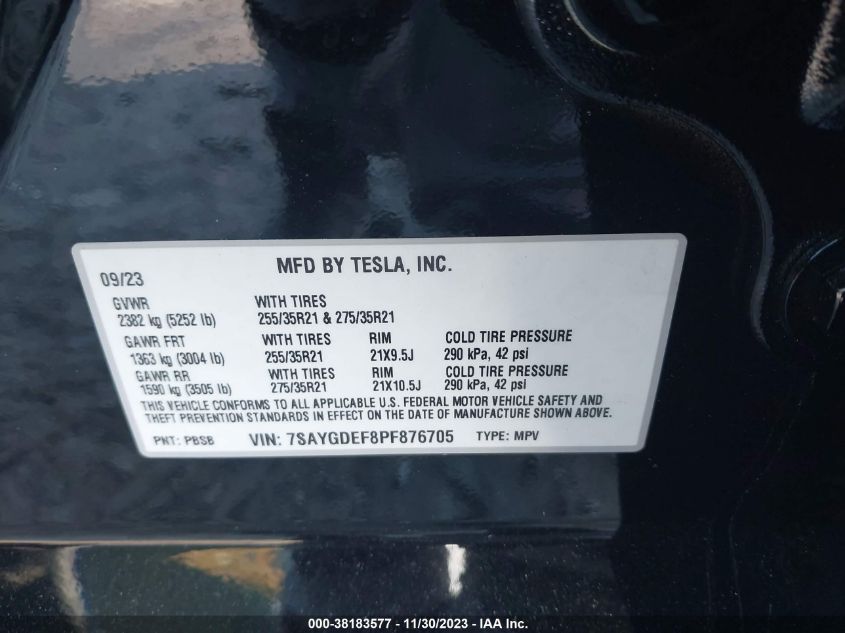 MFD BY TESLA, INC.
09/23
GVWR WITH TIRES
2382 kg (5252 lb) 255/35R21 & 275/35R21
GAWR FRT WITH TIRES RIM COLD TIRE PRESSURE
1363 kg (3004 lb) 255/35R21 21X9.5J 290 kPa, 42 psi
GAWR RR WITH TIRES RIM COLD TIRE PRESSURE
1590 kg (3505 lb) 275/35R21 21X10.5J 290 kPa, 42 psi
THIS VEHICLE CONFORMS TO ALL APPLICABLE U.S. FEDERAL MOTOR VEHICLE SAFETY AND
THEFT PREVENTION STANDARDS IN EFFECT ON THE DATE OF MANUFACTURE SHOWN ABOVE.
PNT: PBSB VIN: 7SAYGDEF8PF876705 TYPE: MPV
000-38183577 - 11/30/2023 - IAA Inc.